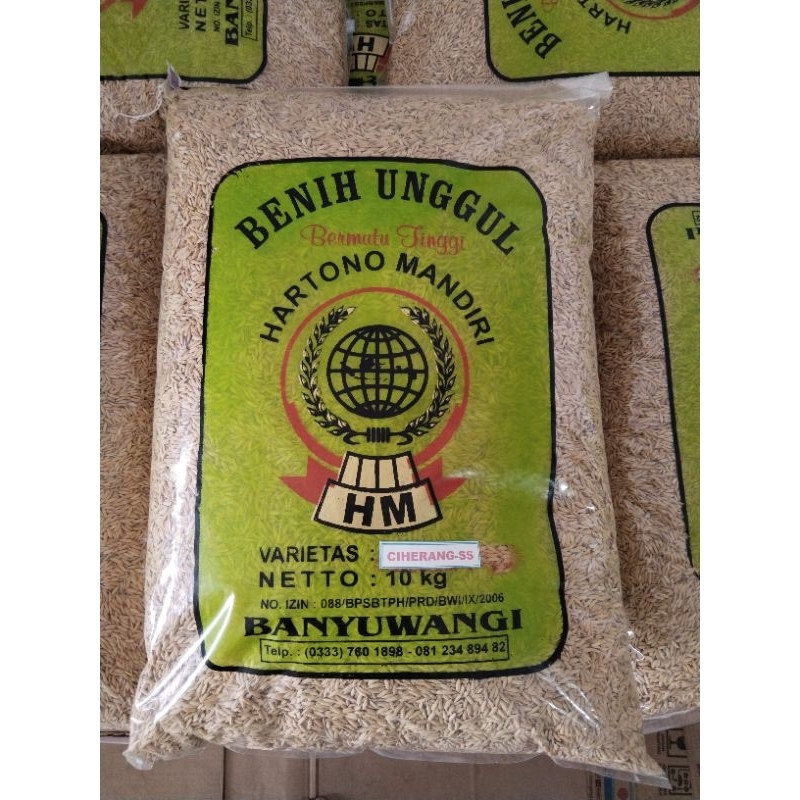 BENIH UNGGUL
Bermutu Tinggi
HARTONO MANDIRI
HM
VARIETAS : CIHERANG-SS
NETTO : 10 kg
NO. IZIN : 088/BPSBTPH/PRD/BWI/IX/2006
BANYUWANGI
Telp. : (0333) 760 1898 - 081 234 894 82